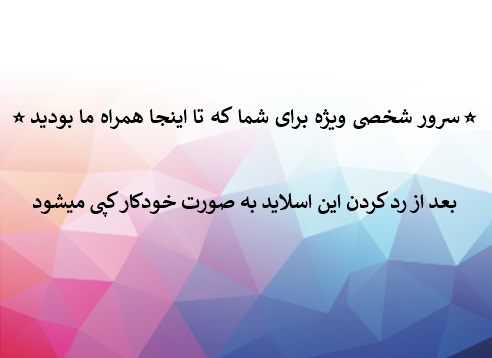 ☆ سرور شخصی ویژه برای شما که تا اینجا همراه ما بودید ☆
بعد از رد کردن این اسلاید به صورت خودکار کپی میشود